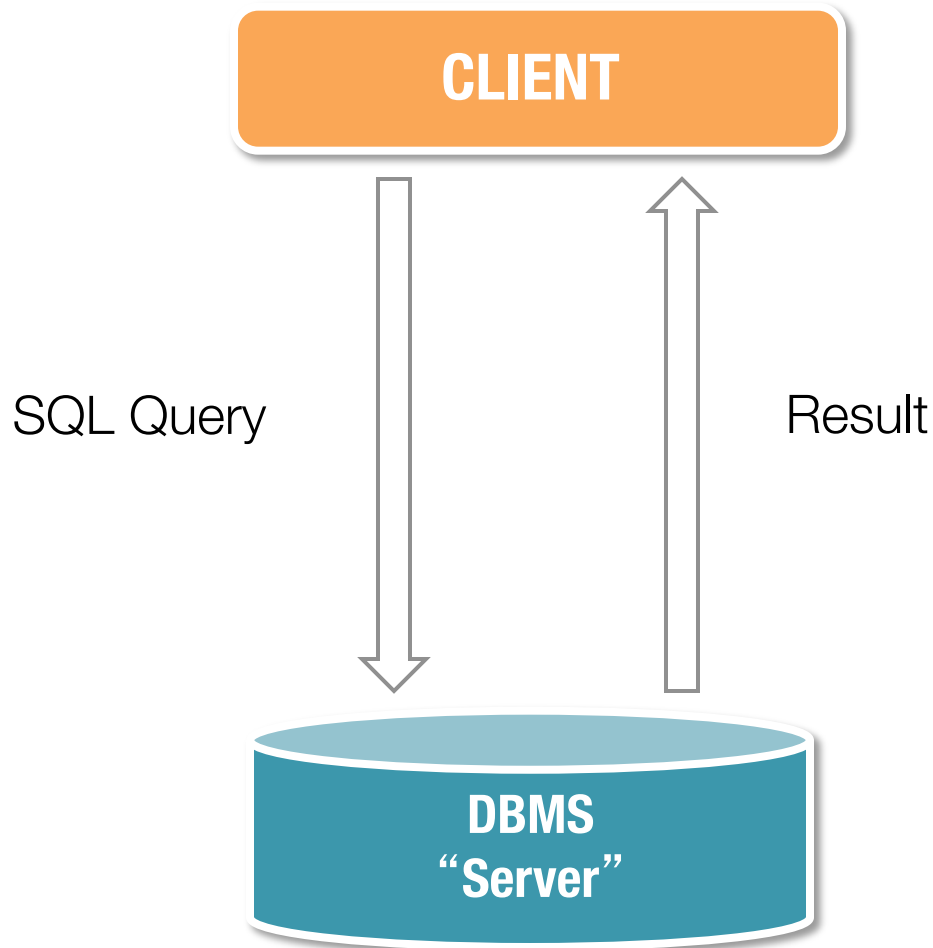 CLIENT
SQL Query
Result
DBMS
“Server”